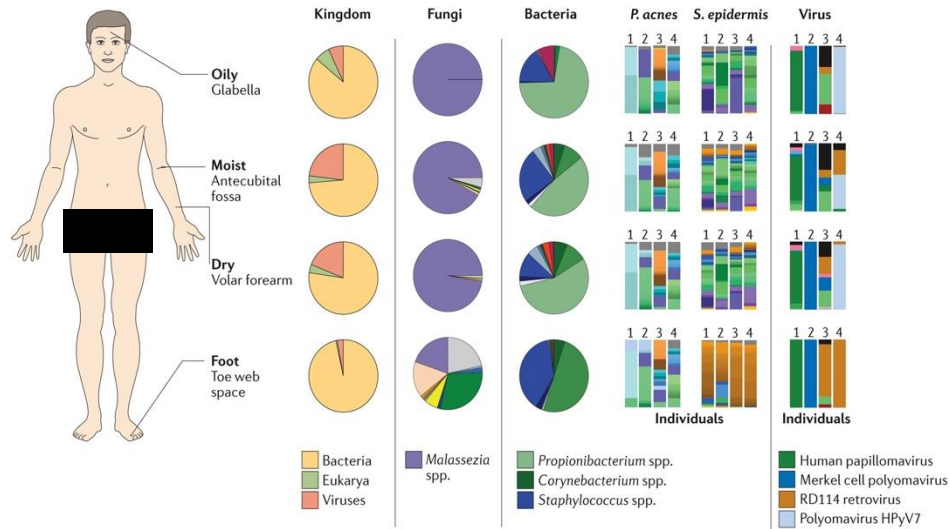 Kingdom
Fungi
Bacteria
P. acnes
S. epidermis
Virus
1 2 3 4
1 2 3 4
1 2 3 4
Oily
Glabella
1 2 3 4
1 2 3 4
1 2 3 4
Moist
Antecubital
fossa
1 2 3 4
1 2 3 4
1 2 3 4
Dry
Volar forearm
1 2 3 4
1 2 3 4
1 2 3 4
Foot
Toe web
space
Individuals
Individuals
Bacteria
Eukarya
Viruses
Malassezia
spp.
Propionibacterium spp.
Corynebacterium spp.
Staphylococcus spp.
Human papillomavirus
Merkel cell polyomavirus
RD114 retrovirus
Polyomavirus HPyV7